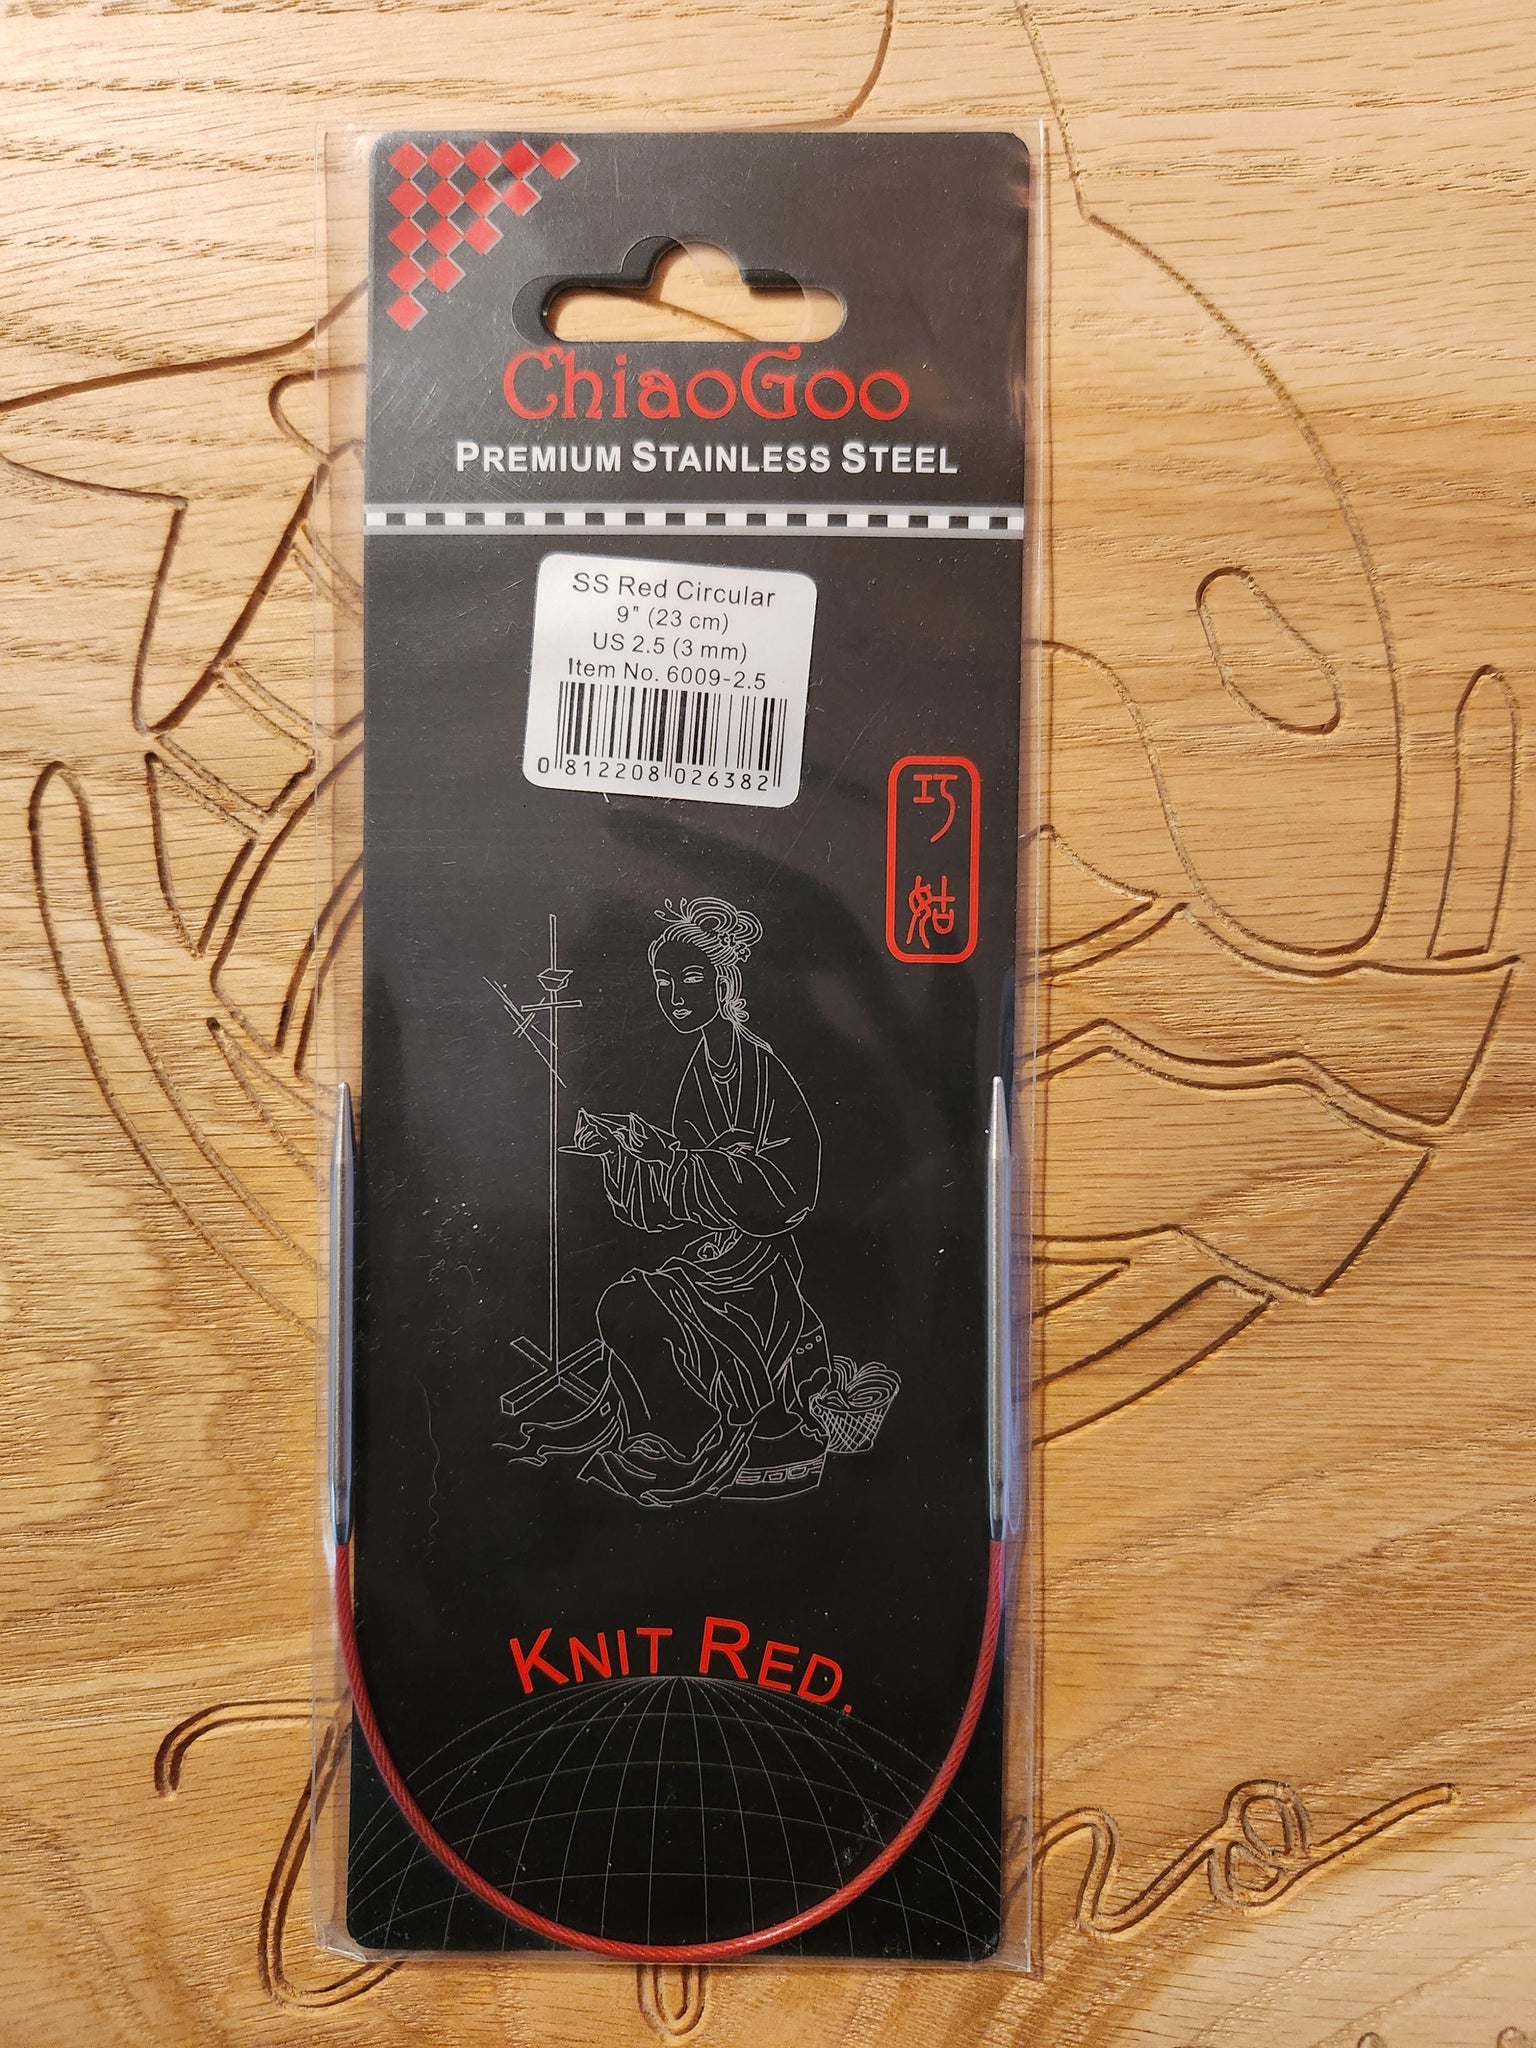 ChiaoGoo
PREMIUM STAINLESS STEEL
SS Red Circular
9" (23 cm)
US 2.5 (3 mm)
Item No. 6009-2.5
0 812208 026382
巧
姑
KNIT RED.